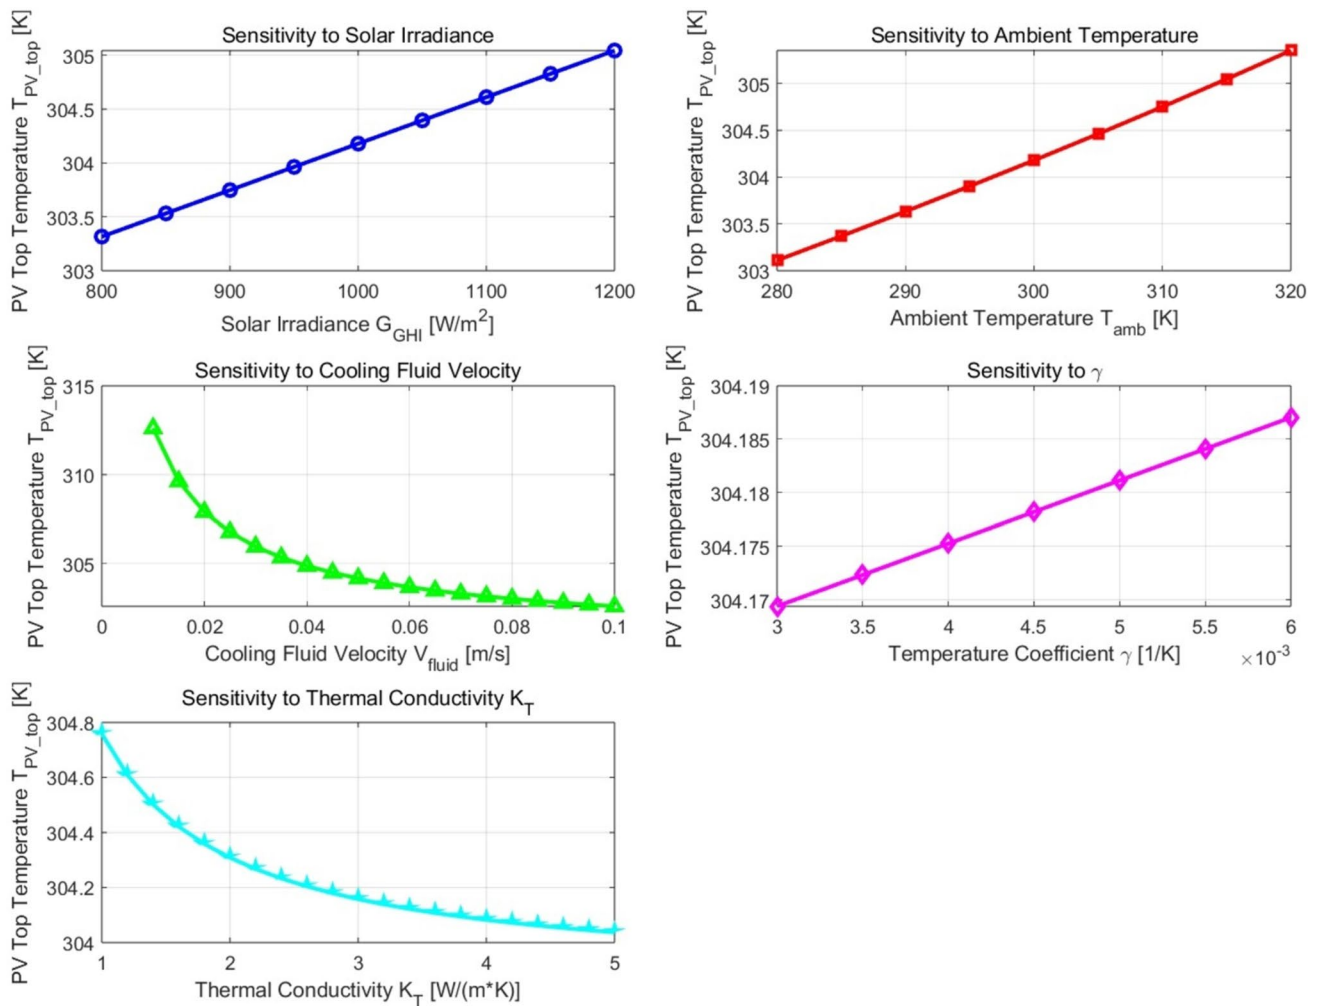 Sensitivity to Solar Irradiance
PV Top Temperature T_PV_top [K]
305
304.5
304
303.5
303
800 900 1000 1100 1200
Solar Irradiance G_GHI [W/m²]
Sensitivity to Ambient Temperature
PV Top Temperature T_PV_top [K]
305
304.5
304
303.5
303
280 290 300 310 320
Ambient Temperature T_amb [K]
Sensitivity to Cooling Fluid Velocity
PV Top Temperature T_PV_top [K]
315
310
305
0 0.02 0.04 0.06 0.08 0.1
Cooling Fluid Velocity V_fluid [m/s]
Sensitivity to γ
PV Top Temperature T_PV_top [K]
304.19
304.185
304.18
304.175
304.17
3 3.5 4 4.5 5 5.5 6
Temperature Coefficient γ [1/K] ×10⁻³
Sensitivity to Thermal Conductivity K_T
PV Top Temperature T_PV_top [K]
304.8
304.6
304.4
304.2
304
1 2 3 4 5
Thermal Conductivity K_T [W/(m*K)]